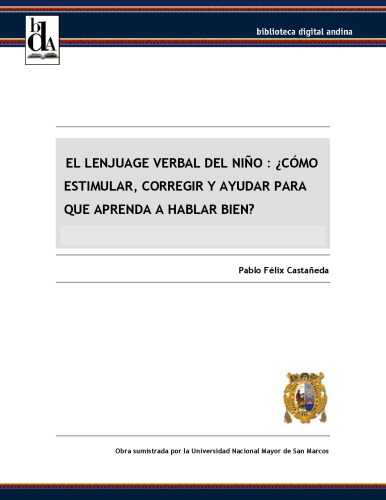 bdA
biblioteca digital andina
EL LENJUAGE VERBAL DEL NIÑO : ¿CÓMO
ESTIMULAR, CORREGIR Y AYUDAR PARA
QUE APRENDA A HABLAR BIEN?
Pablo Félix Castañeda
Obra sumistrada por la Universidad Nacional Mayor de San Marcos